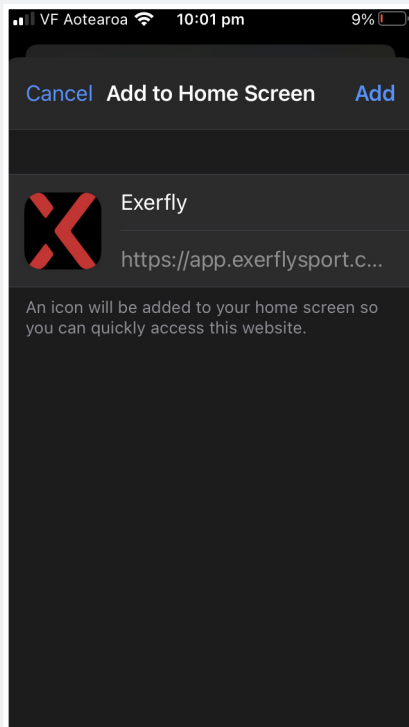 VF Aotearoa 10:01 pm 9%
Cancel Add to Home Screen Add
Exerfly
https://app.exerflysport.c...
An icon will be added to your home screen so
you can quickly access this website.